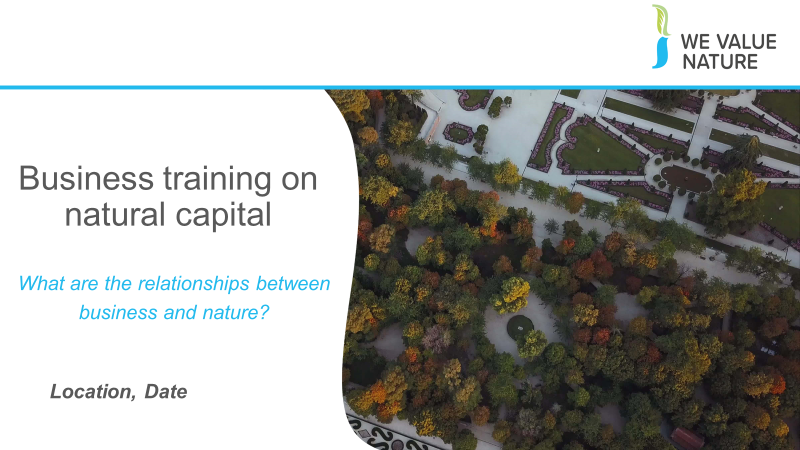 WE VALUE
NATURE
Business training on
natural capital
What are the relationships between
business and nature?
Location, Date